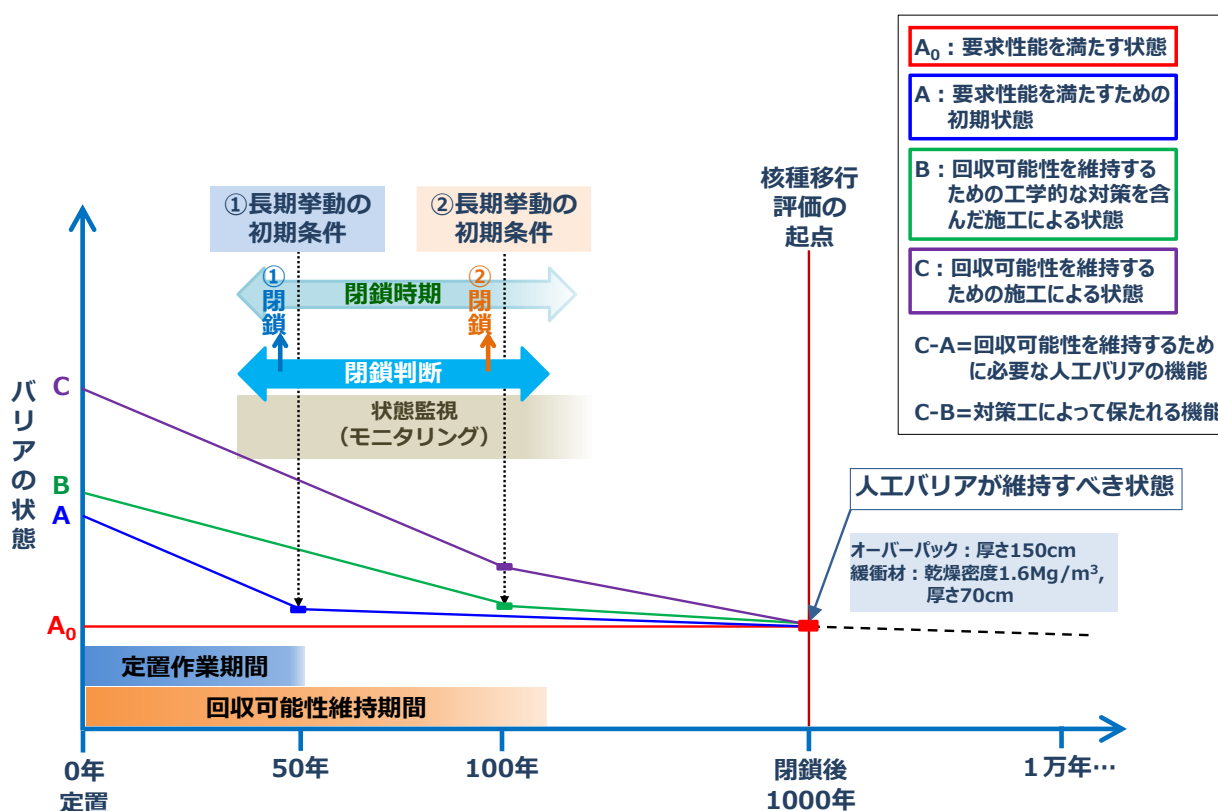 A₀：要求性能を満たす状態
A：要求性能を満たすための
初期状態
B：回収可能性を維持する
ための工学的な対策を含
んだ施工による状態
C：回収可能性を維持する
ための施工による状態
C-A=回収可能性を維持するため
に必要な人工バリアの機能
C-B=対策工によって保たれる機能
①長期挙動の
初期条件
②長期挙動の
初期条件
核種移行
評価の
起点
①閉鎖
閉鎖時期
②閉鎖
閉鎖判断
状態監視
（モニタリング）
バリアの状態
C
B
A
A₀
人工バリアが維持すべき状態
オーバーパック：厚さ150cm
緩衝材：乾燥密度1.6Mg/m³,
厚さ70cm
定置作業期間
回収可能性維持期間
0年
定置
50年
100年
閉鎖後
1000年
１万年…